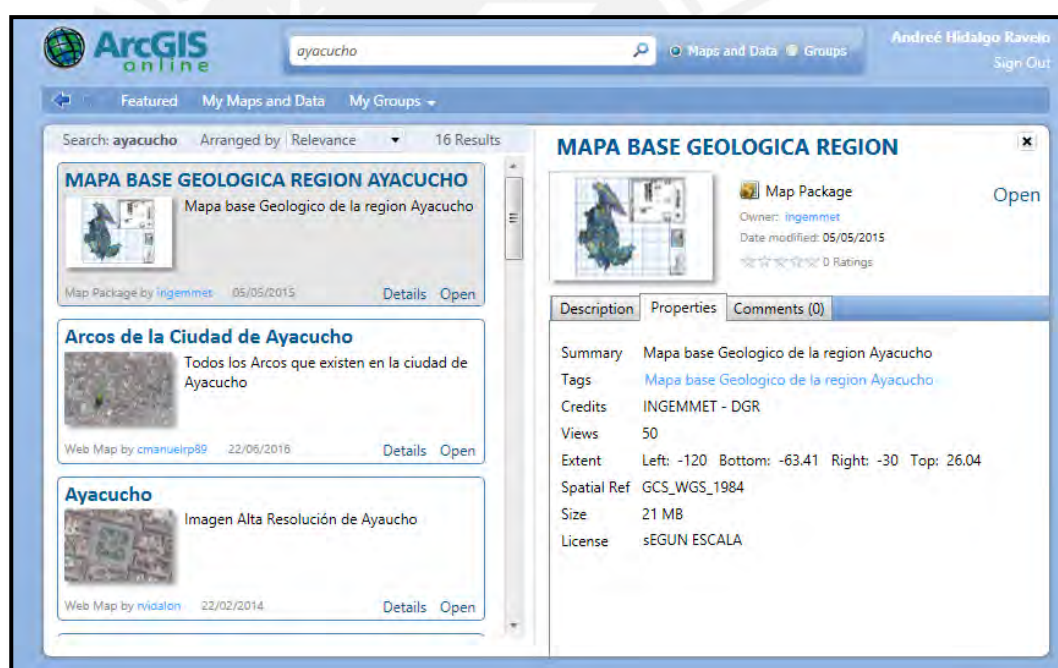 ArcGIS
online
ayacucho
Maps and Data Groups
Andreé Hidalgo Ravelo
Sign Out
Featured My Maps and Data My Groups
Search: ayacucho Arranged by Relevance 16 Results
MAPA BASE GEOLOGICA REGION AYACUCHO
Mapa base Geologico de la region Ayacucho
Map Package by ingemmet 05/05/2015 Details Open
Arcos de la Ciudad de Ayacucho
Todos los Arcos que existen en la ciudad de
Ayacucho
Web Map by cmanuelrp89 22/06/2016 Details Open
Ayacucho
Imagen Alta Resolución de Ayaucho
Web Map by rvidalon 22/02/2014 Details Open
MAPA BASE GEOLOGICA REGION
Map Package
Open
Owner: ingemmet
Date modified: 05/05/2015
0 Ratings
Description Properties Comments (0)
Summary Mapa base Geologico de la region Ayacucho
Tags Mapa base Geologico de la region Ayacucho
Credits INGEMMET - DGR
Views 50
Extent Left: -120 Bottom: -63.41 Right: -30 Top: 26.04
Spatial Ref GCS_WGS_1984
Size 21 MB
License sEGUN ESCALA